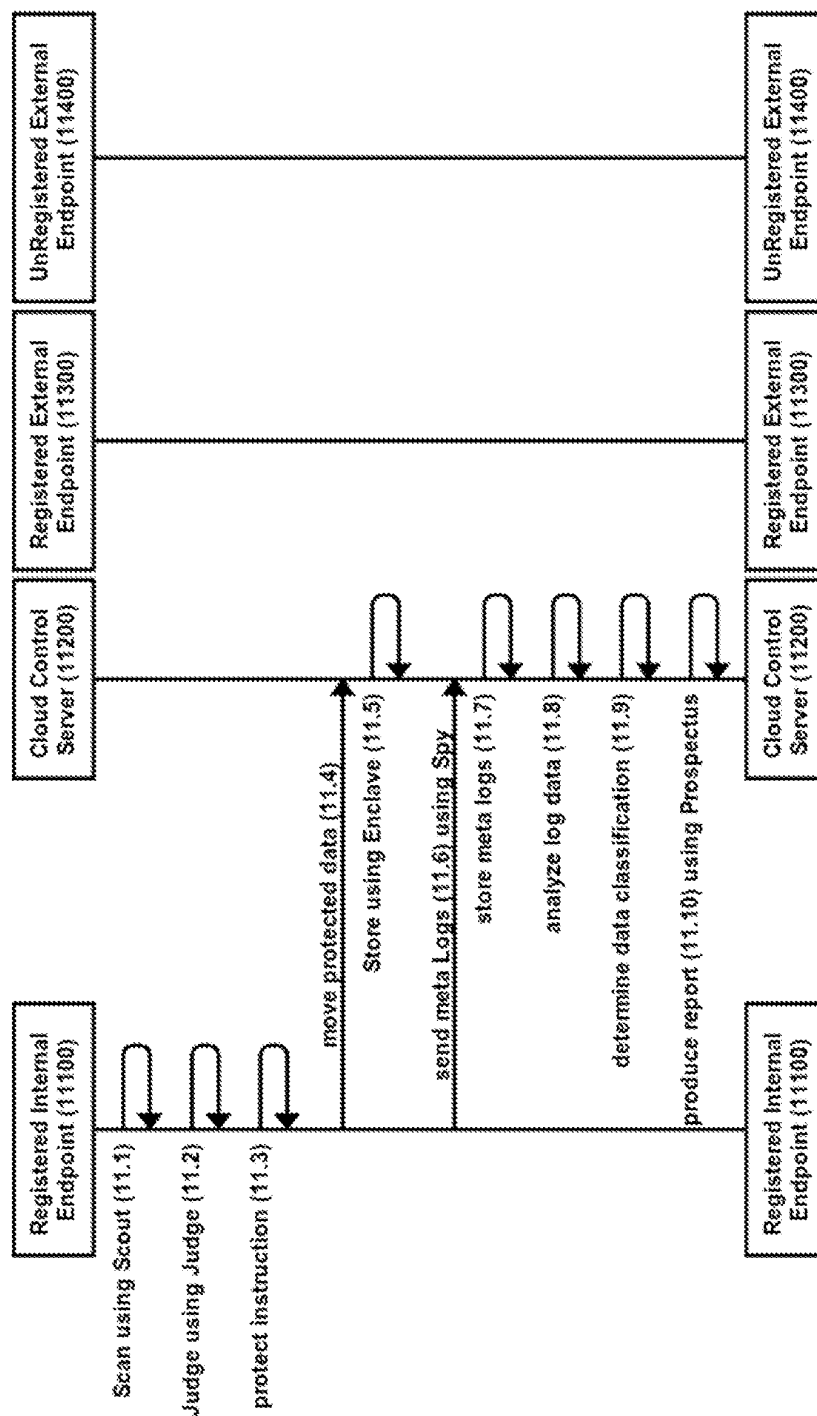 Registered Internal
Endpoint (11100)
Cloud Control
Server (11200)
Registered External
Endpoint (11300)
UnRegistered External
Endpoint (11400)
Scan using Scout (11.1)
Judge using Judge (11.2)
protect instruction (11.3)
move protected data (11.4)
Store using Enclave (11.5)
send meta Logs (11.6) using Spy
store meta logs (11.7)
analyze log data (11.8)
determine data classification (11.9)
produce report (11.10) using Prospectus
Registered Internal
Endpoint (11100)
Cloud Control
Server (11200)
Registered External
Endpoint (11300)
UnRegistered External
Endpoint (11400)